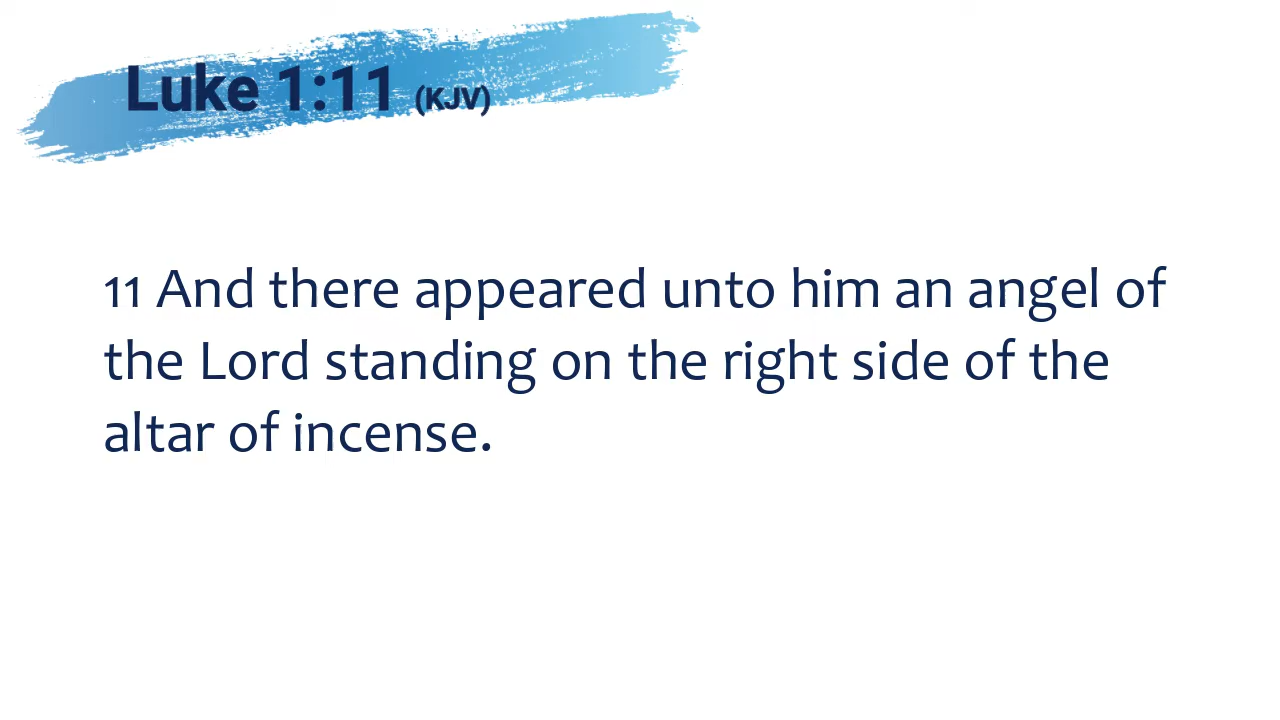 Luke 1:11 (KJV)
11 And there appeared unto him an angel of
the Lord standing on the right side of the
altar of incense.